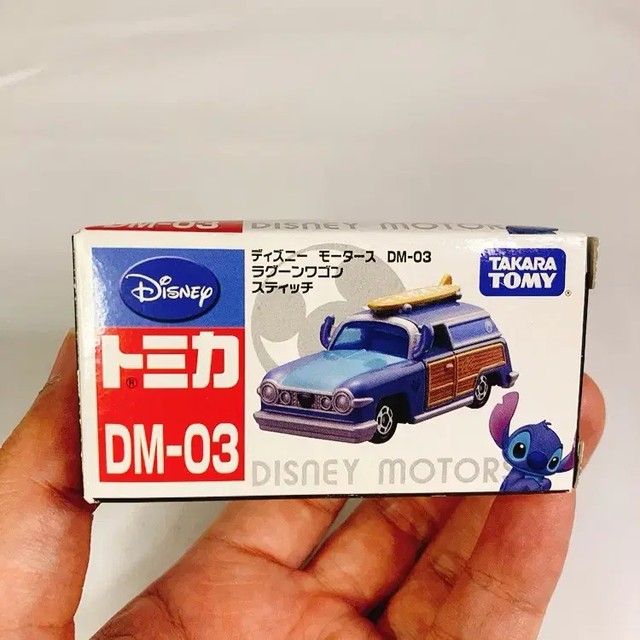 DM-03 DISNEY MOTORS
Disney
トミカ®
DM-03
ディズニー モータース DM-03
ラグーンワゴン
スティッチ
TAKARA TOMY®
DISNEY MOTORS